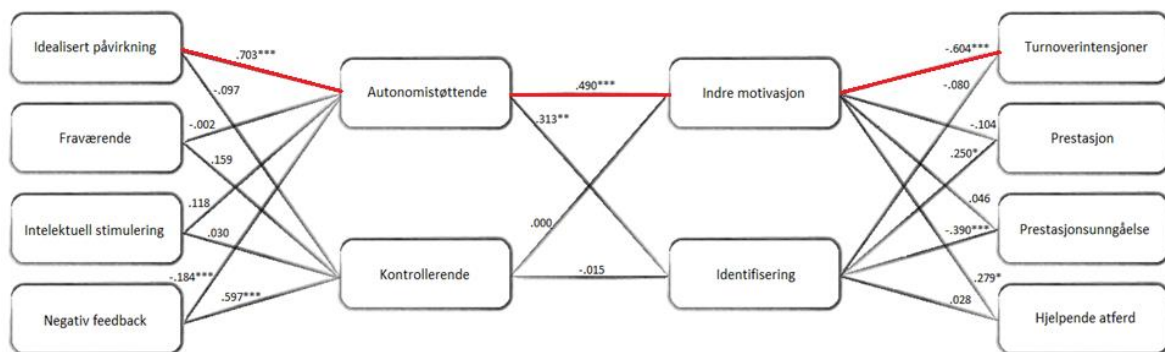 Idealisert påvirkning
Fraværende
Intelektuell stimulering
Negativ feedback
.703***
-.097
-.002
.159
.118
.030
-.184***
.597***
Autonomistøttende
Kontrollerende
.490***
.313**
.000
-.015
Indre motivasjon
Identifisering
-.604***
-.080
-.104
.250*
.046
-.390***
.279*
.028
Turnoverintensjoner
Prestasjon
Prestasjonsunngåelse
Hjelpende atferd